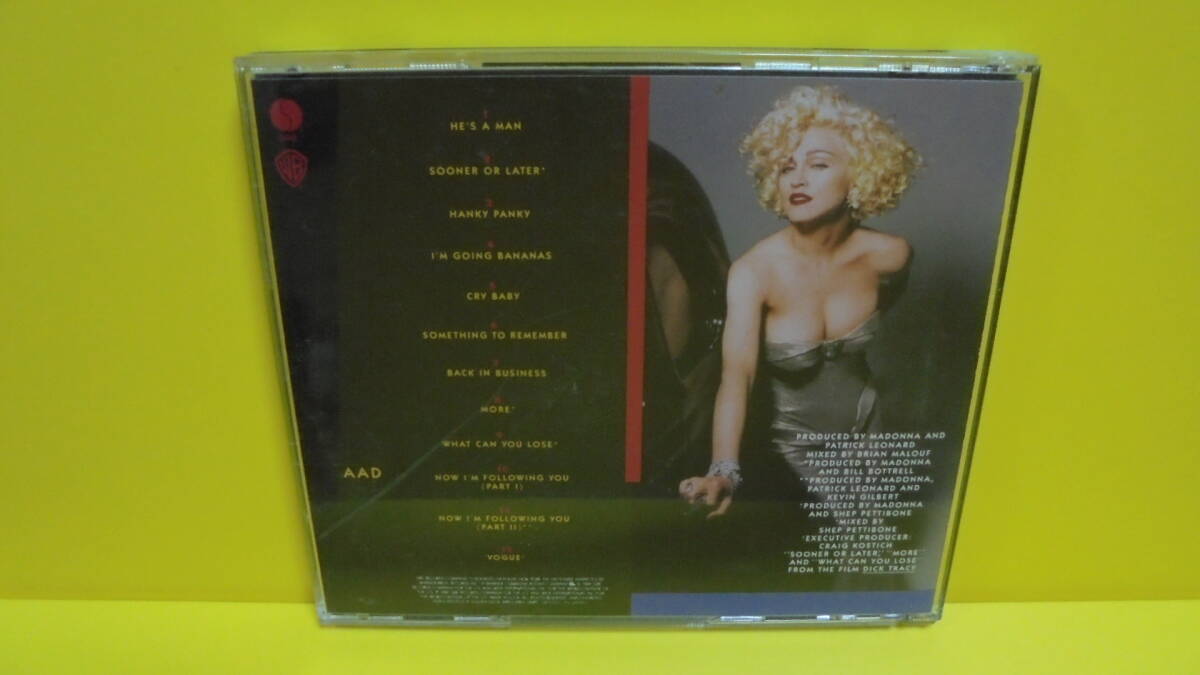 1
HE'S A MAN
2
SOONER OR LATER*
3
HANKY PANKY
4
I'M GOING BANANAS
5
CRY BABY
6
SOMETHING TO REMEMBER
7
BACK IN BUSINESS
8
MORE*
9
WHAT CAN YOU LOSE*
10
NOW I'M FOLLOWING YOU
(PART I)
11
NOW I'M FOLLOWING YOU
(PART II)**
12
VOGUE
AAD
PRODUCED BY MADONNA AND
PATRICK LEONARD
MIXED BY BRIAN MALOUF
*PRODUCED BY MADONNA
AND BILL BOTTRELL
**PRODUCED BY MADONNA,
PATRICK LEONARD AND
KEVIN GILBERT
PRODUCED BY MADONNA
AND SHEP PETTIBONE
MIXED BY
SHEP PETTIBONE
EXECUTIVE PRODUCER:
CRAIG KOSTICH
"SOONER OR LATER," "MORE"
AND "WHAT CAN YOU LOSE"
FROM THE FILM DICK TRACY